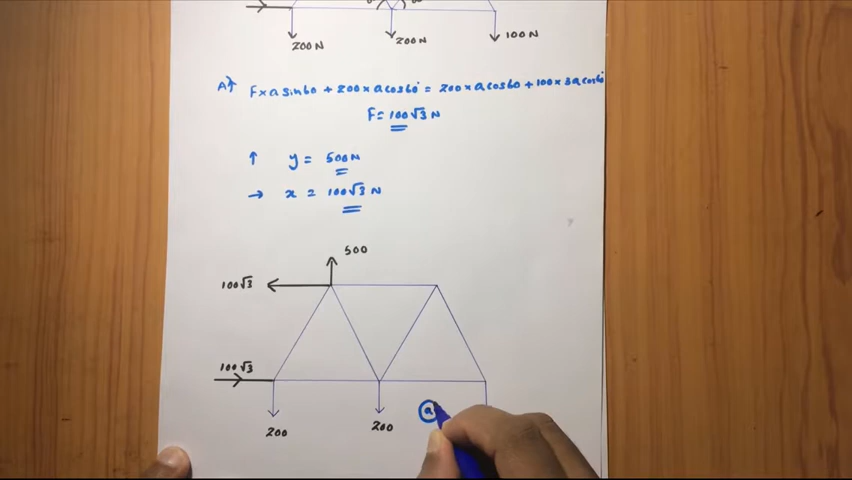 200 N
200 N
100 N
A↑ F×a sin60 + 200×a cos60 = 200×a cos60 + 100×3a cos60
F = 100√3 N
↑ y = 500 N
→ x = 100√3 N
500
100√3
100√3
200
200
a